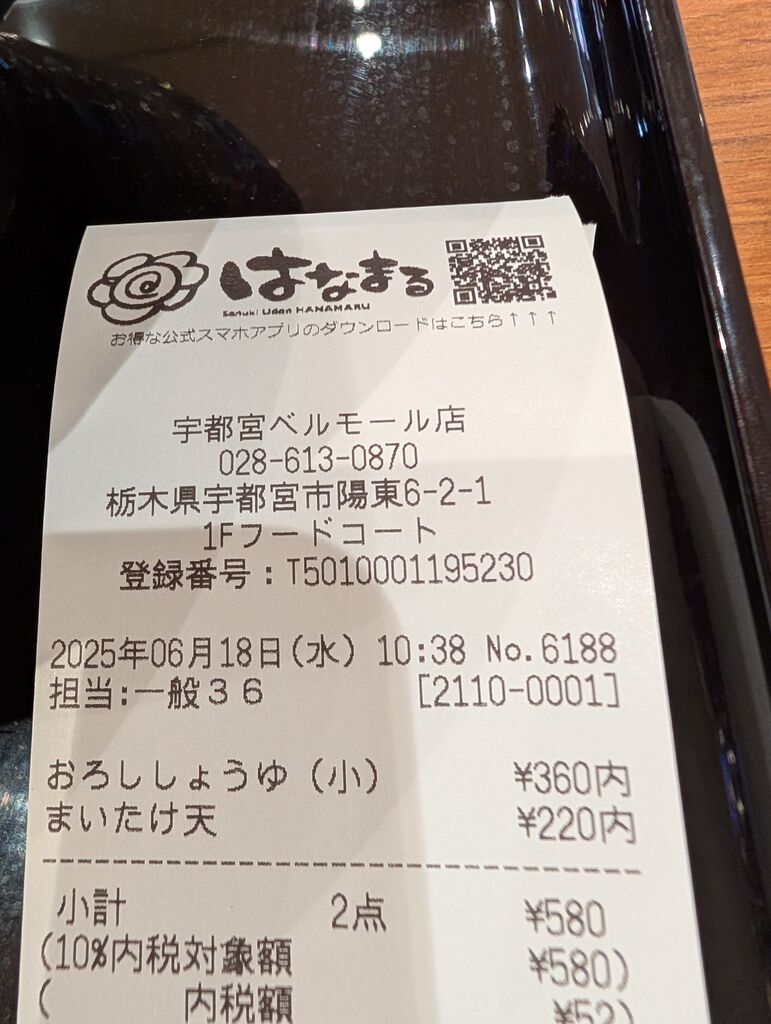 はなまる
Sanuki Udon HANAMARU
お得な公式スマホアプリのダウンロードはこちら↑↑↑
宇都宮ベルモール店
028-613-0870
栃木県宇都宮市陽東6-2-1
1Fフードコート
登録番号：T5010001195230
2025年06月18日(水) 10:38 No.6188
担当:一般３６ [2110-0001]
おろししょうゆ（小） ¥360内
まいたけ天 ¥220内
小計 2点 ¥580
(10%内税対象額 ¥580)
( 内税額 ¥52)